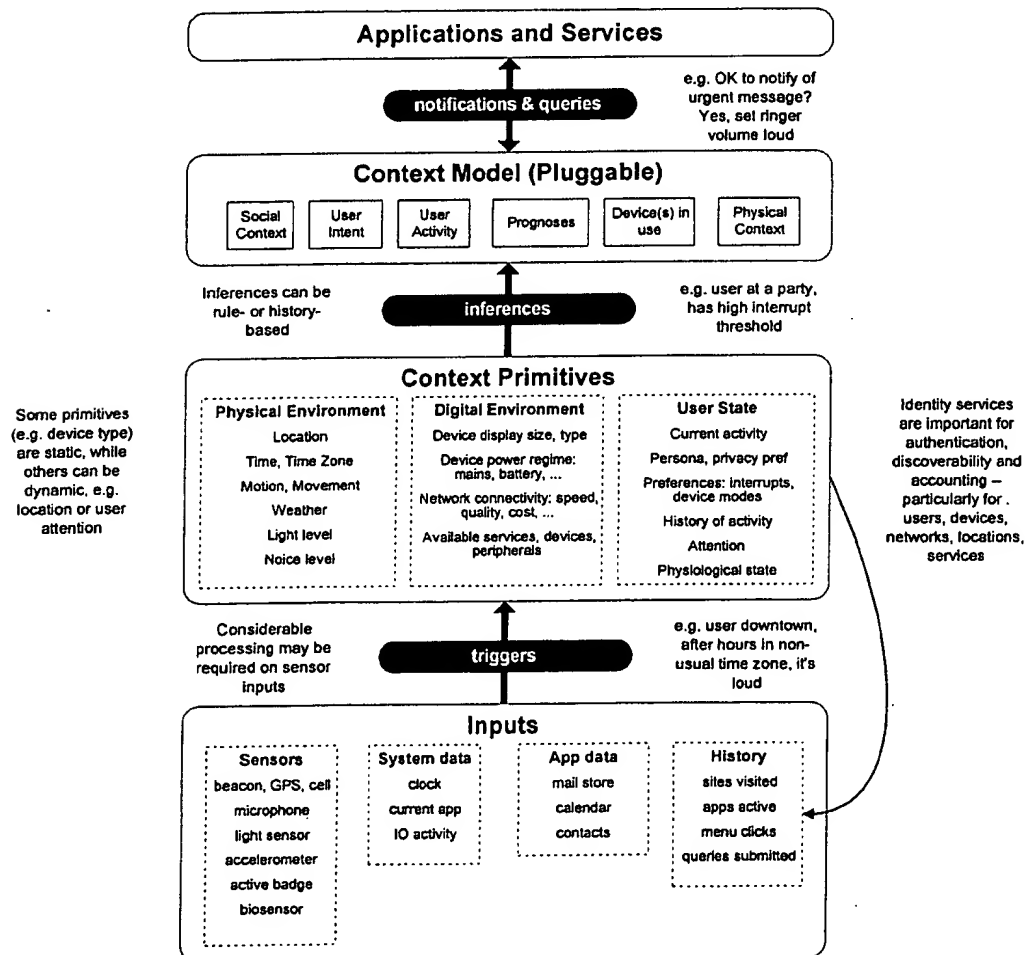 Applications and Services
notifications & queries
e.g. OK to notify of
urgent message?
Yes, set ringer
volume loud
Context Model (Pluggable)
Social
Context
User
Intent
User
Activity
Prognoses
Device(s) in
use
Physical
Context
Inferences can be
rule- or history-
based
inferences
e.g. user at a party,
has high interrupt
threshold
Context Primitives
Some primitives
(e.g. device type)
are static, while
others can be
dynamic, e.g.
location or user
attention
Physical Environment
Location
Time, Time Zone
Motion, Movement
Weather
Light level
Noice level
Digital Environment
Device display size, type
Device power regime:
mains, battery, ...
Network connectivity: speed,
quality, cost, ...
Available services, devices,
peripherals
User State
Current activity
Persona, privacy pref
Preferences: interrupts,
device modes
History of activity
Attention
Physiological state
Identity services
are important for
authentication,
discoverability and
accounting –
particularly for
users, devices,
networks, locations,
services
Considerable
processing may be
required on sensor
inputs
triggers
e.g. user downtown,
after hours in non-
usual time zone, it's
loud
Inputs
Sensors
beacon, GPS, cell
microphone
light sensor
accelerometer
active badge
biosensor
System data
clock
current app
IO activity
App data
mail store
calendar
contacts
History
sites visited
apps active
menu clicks
queries submitted